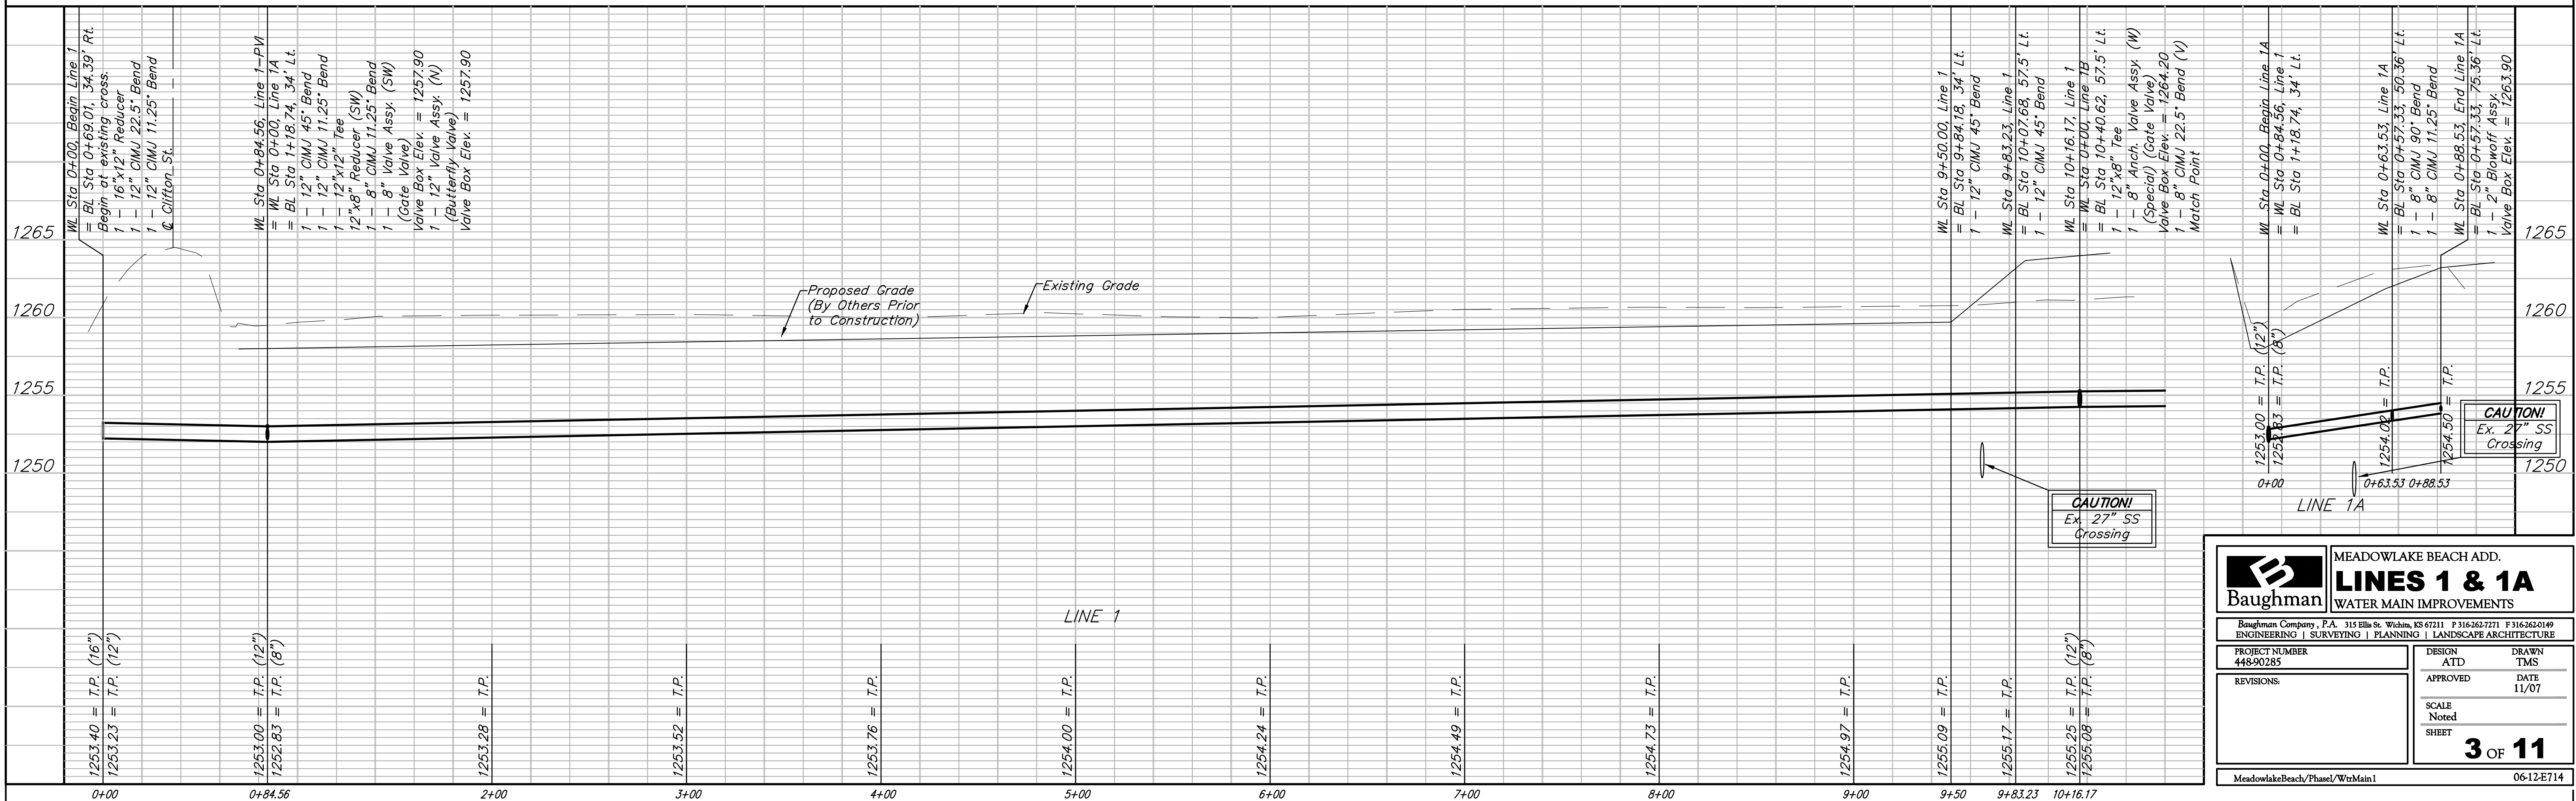 WL Sta 0+00, Begin Line 1
= BL Sta 0+69.01, 34.39' Rt.
Begin at existing cross.
1 - 16"x12" Reducer
1 - 12" CIMJ 22.5° Bend
1 - 12" CIMJ 11.25° Bend
℄ Clifton St.
WL Sta 0+84.56, Line 1-PVI
= WL Sta 0+00, Line 1A
= BL Sta 1+18.74, 34' Lt.
1 - 12" CIMJ 45° Bend
1 - 12" CIMJ 11.25° Bend
1 - 12"x12" Tee
12"x8" Reducer (SW)
1 - 8" CIMJ 11.25° Bend
1 - 8" Valve Assy. (SW)
(Gate Valve)
Valve Box Elev. = 1257.90
1 - 12" Valve Assy. (N)
(Butterfly Valve)
Valve Box Elev. = 1257.90
WL Sta 9+50.00, Line 1
= BL Sta 9+84.18, 34' Lt.
1 - 12" CIMJ 45° Bend
WL Sta 9+83.23, Line 1
= BL Sta 10+07.68, 57.5' Lt.
1 - 12" CIMJ 45° Bend
WL Sta 10+16.17, Line 1
= WL Sta 0+00, Line 1B
= BL Sta 10+40.62, 57.5' Lt.
1 - 12"x8" Tee
1 - 8" Anch. Valve Assy. (W)
(Special) (Gate Valve)
Valve Box Elev. = 1264.20
1 - 8" CIMJ 22.5° Bend (V)
Match Point
WL Sta 0+00, Begin Line 1A
= WL Sta 0+84.56, Line 1
= BL Sta 1+18.74, 34' Lt.
WL Sta 0+63.53, Line 1A
= BL Sta 0+57.33, 50.36' Lt.
1 - 8" CIMJ 90° Bend
1 - 8" CIMJ 11.25° Bend
WL Sta 0+88.53, End Line 1A
= BL Sta 0+57.33, 75.36' Lt.
1 - 2" Blowoff Assy.
Valve Box Elev. = 1263.90
1265
1260
1255
1250
1265
1260
1255
1250
Proposed Grade
(By Others Prior
to Construction)
Existing Grade
1253.00 = T.P. (12")
1252.83 = T.P. (8")
1254.02 = T.P.
1254.50 = T.P.
CAUTION!
Ex. 27" SS
Crossing
0+00
0+63.53
0+88.53
LINE 1A
CAUTION!
Ex. 27" SS
Crossing
LINE 1
1253.40 = T.P. (16")
1253.23 = T.P. (12")
1253.00 = T.P. (12")
1252.83 = T.P. (8")
1253.28 = T.P.
1253.52 = T.P.
1253.76 = T.P.
1254.00 = T.P.
1254.24 = T.P.
1254.49 = T.P.
1254.73 = T.P.
1254.97 = T.P.
1255.09 = T.P.
1255.17 = T.P.
1255.25 = T.P. (12")
1255.08 = T.P. (8")
0+00
0+84.56
2+00
3+00
4+00
5+00
6+00
7+00
8+00
9+00
9+50
9+83.23
10+16.17
B
Baughman
MEADOWLAKE BEACH ADD.
LINES 1 & 1A
WATER MAIN IMPROVEMENTS
Baughman Company, P.A. 315 Ellis St. Wichita, KS 67211 P 316-262-7271 F 316-262-0149
ENGINEERING | SURVEYING | PLANNING | LANDSCAPE ARCHITECTURE
PROJECT NUMBER
448-90285
REVISIONS:
DESIGN
ATD
DRAWN
TMS
APPROVED
DATE
11/07
SCALE
Noted
SHEET
3 OF 11
MeadowlakeBeach/PhaseI/WtrMain1
06-12-E714